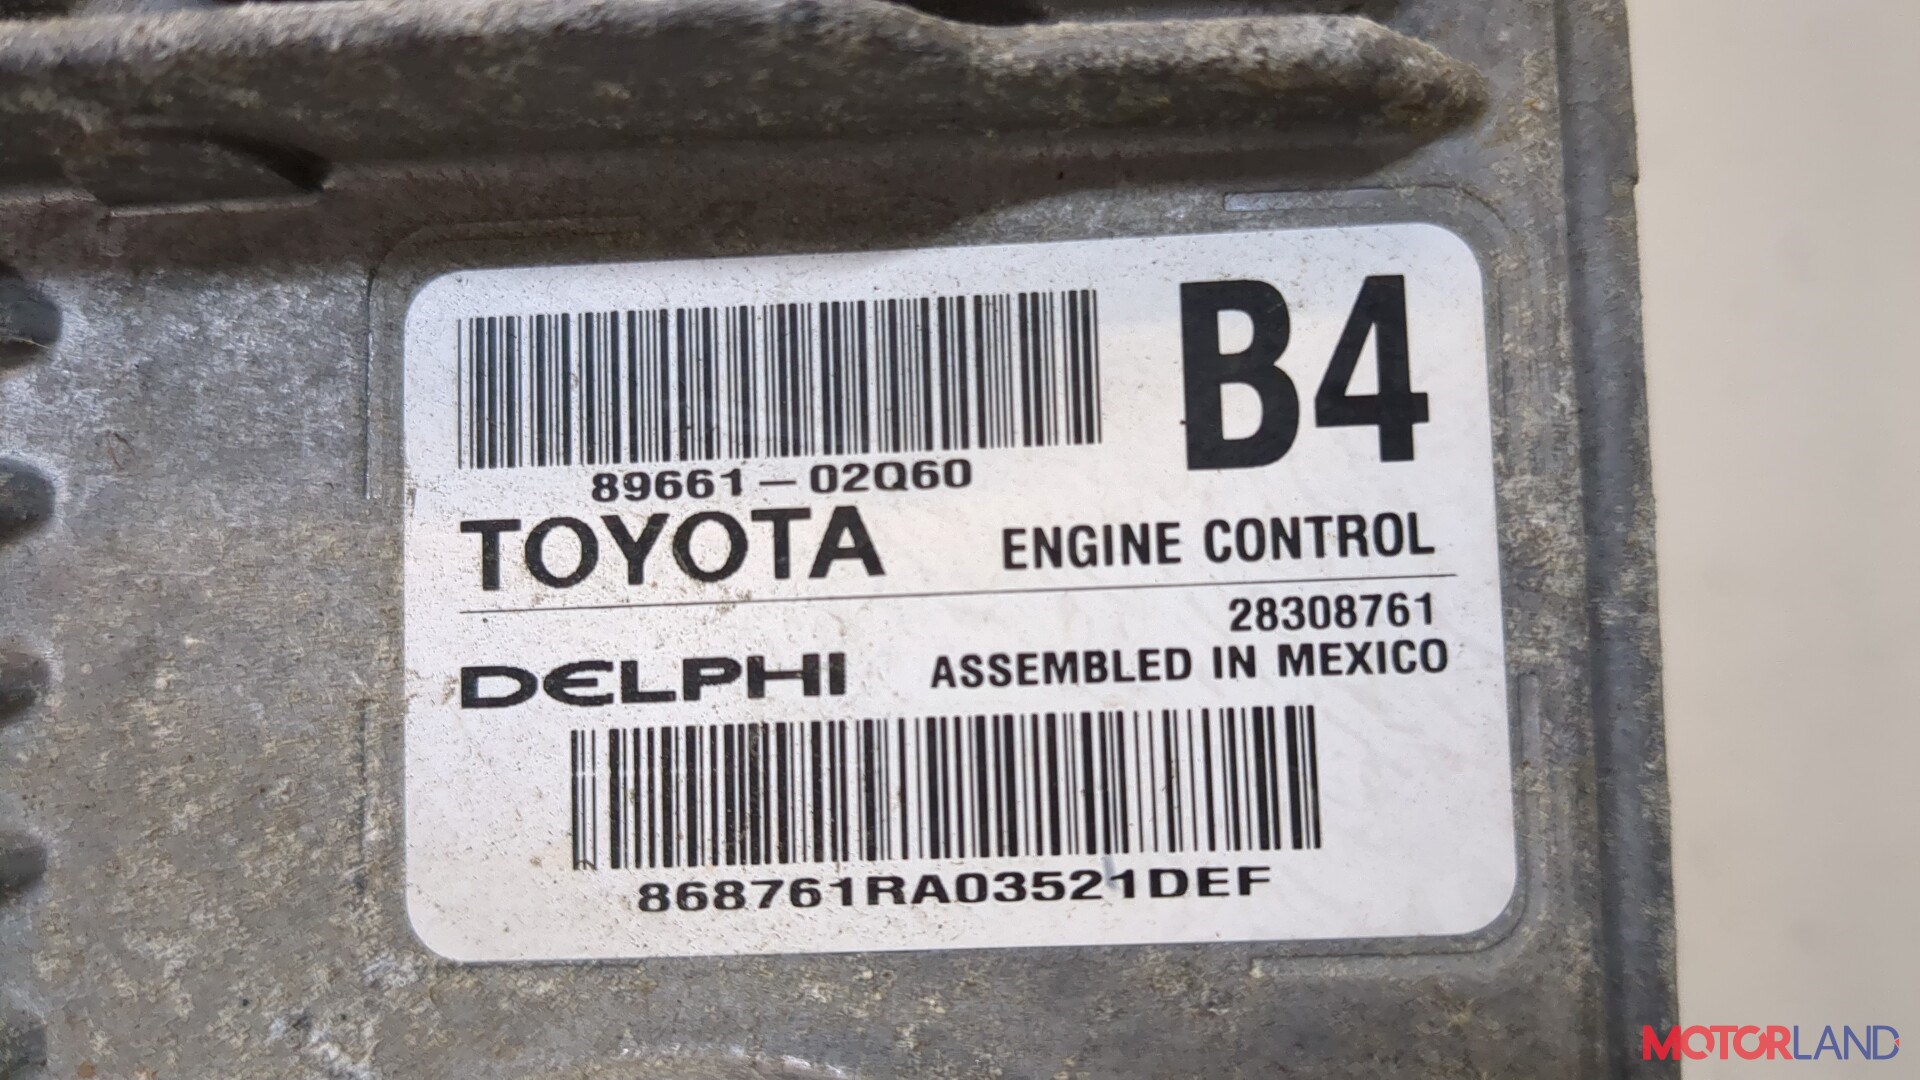 B4
89661-02Q60
TOYOTA ENGINE CONTROL
28308761
DELPHI ASSEMBLED IN MEXICO
868761RA03521DEF
MOTORLAND